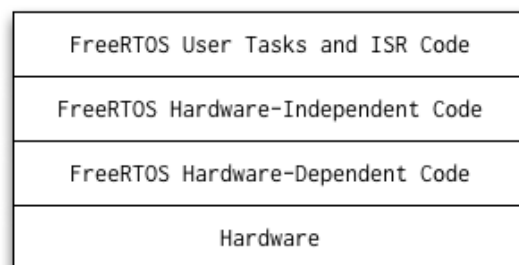 FreeRTOS User Tasks and ISR Code
FreeRTOS Hardware-Independent Code
FreeRTOS Hardware-Dependent Code
Hardware